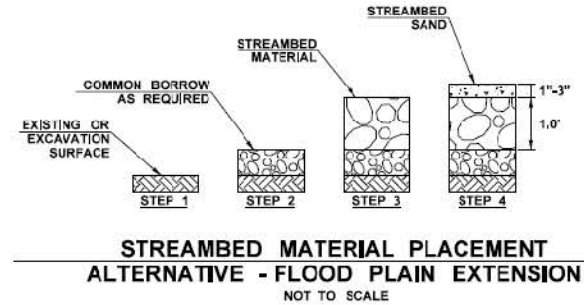 STREAMBED
SAND
STREAMBED
MATERIAL
1"-3"
COMMON BORROW
AS REQUIRED
1.0'
EXISTING OR
EXCAVATION
SURFACE
STEP 1
STEP 2
STEP 3
STEP 4
STREAMBED MATERIAL PLACEMENT
ALTERNATIVE - FLOOD PLAIN EXTENSION
NOT TO SCALE